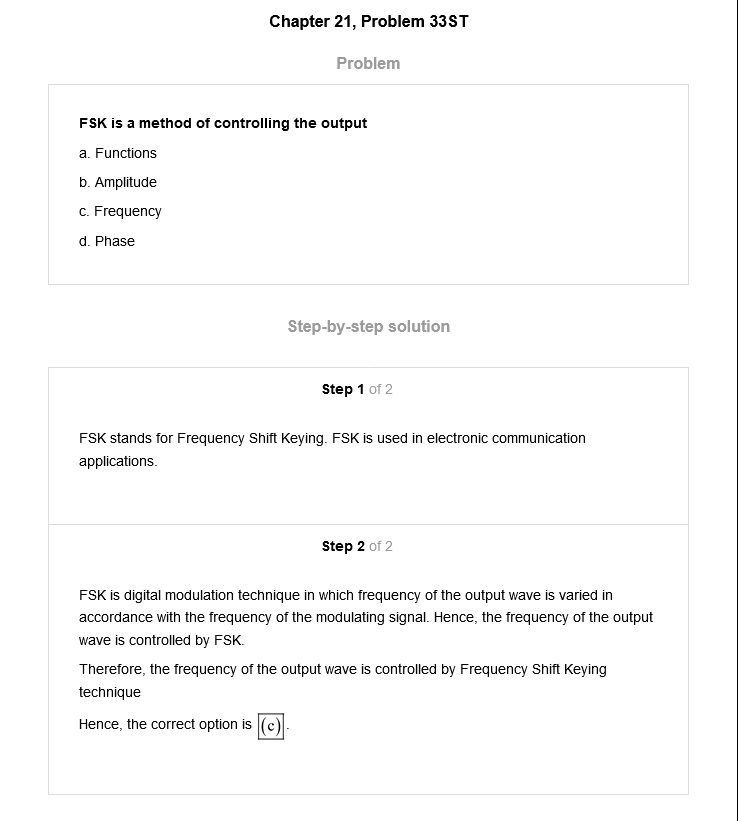 Chapter 21, Problem 33ST
Problem
FSK is a method of controlling the output
a. Functions
b. Amplitude
c. Frequency
d. Phase
Step-by-step solution
Step 1 of 2
FSK stands for Frequency Shift Keying. FSK is used in electronic communication
applications.
Step 2 of 2
FSK is digital modulation technique in which frequency of the output wave is varied in
accordance with the frequency of the modulating signal. Hence, the frequency of the output
wave is controlled by FSK.
Therefore, the frequency of the output wave is controlled by Frequency Shift Keying
technique
Hence, the correct option is (c).